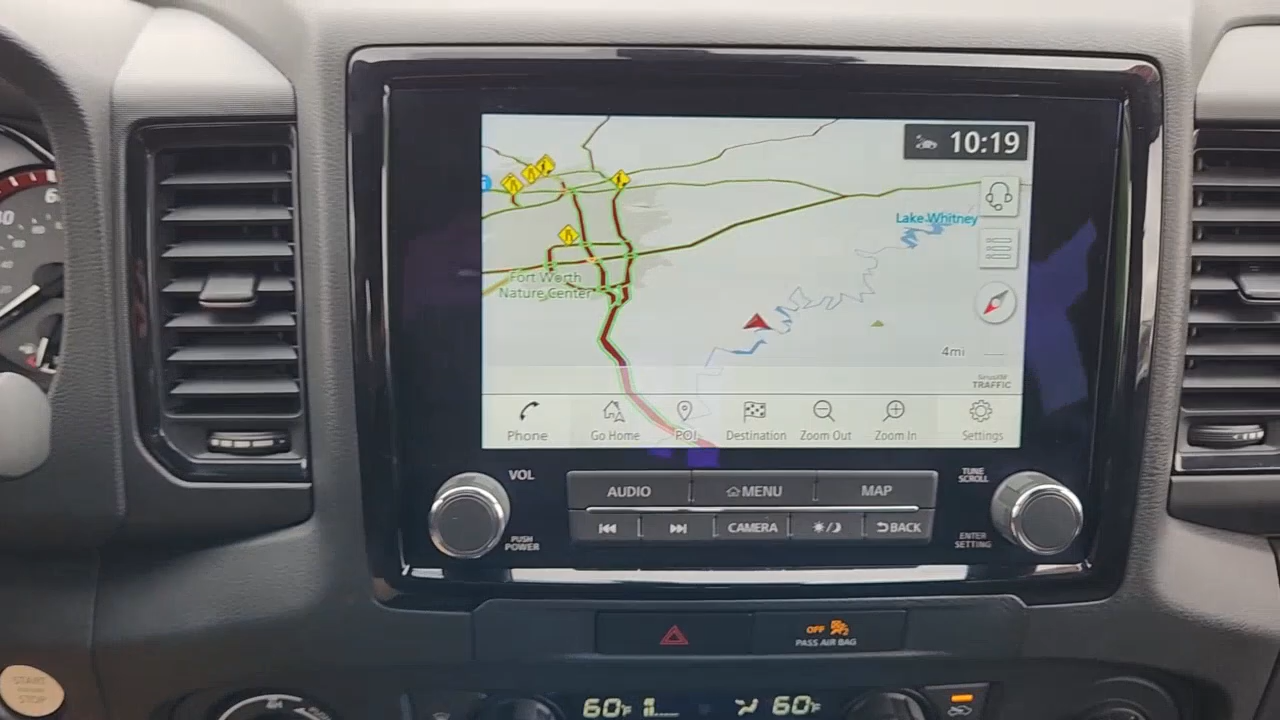 10:19
Lake Whitney
Fort Worth
Nature Center
4mi
SiriusXM
TRAFFIC
Phone
Go Home
POI
Destination
Zoom Out
Zoom In
Settings
VOL
TUNE
SCROLL
AUDIO
MENU
MAP
CAMERA
BACK
PUSH
POWER
ENTER
SETTING
OFF
PASS AIR BAG
START
STOP
60°F
60°F